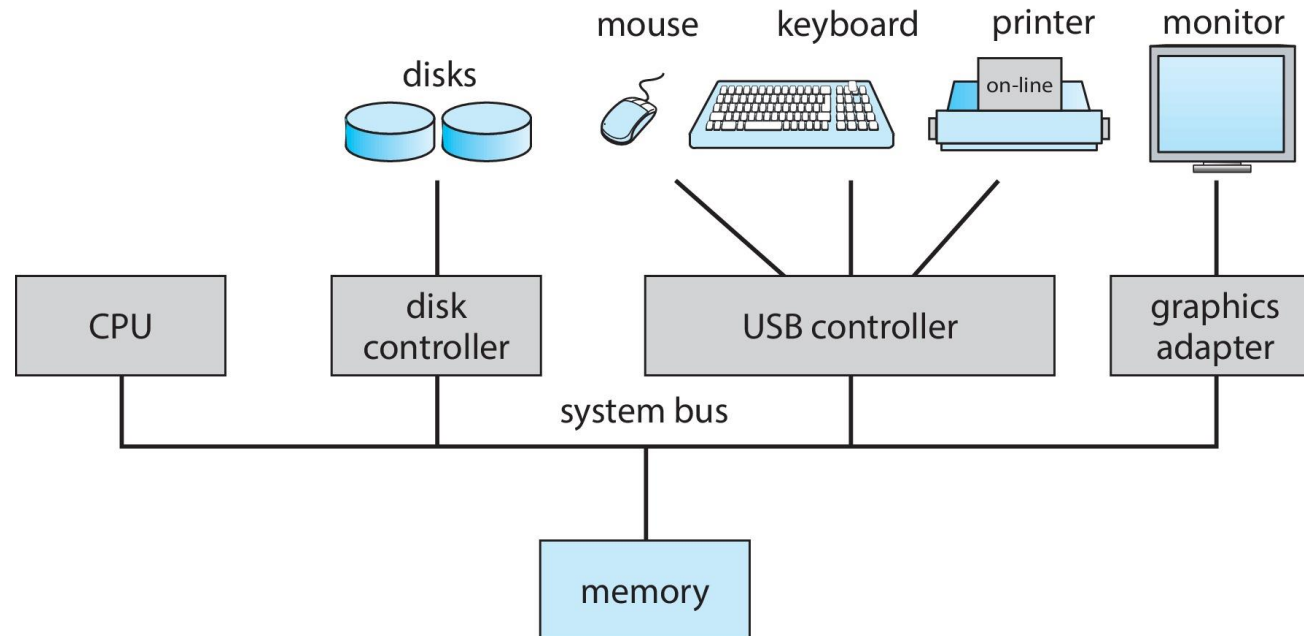 mouse
keyboard
printer
monitor
disks
on-line
CPU
disk
controller
USB controller
graphics
adapter
system bus
memory